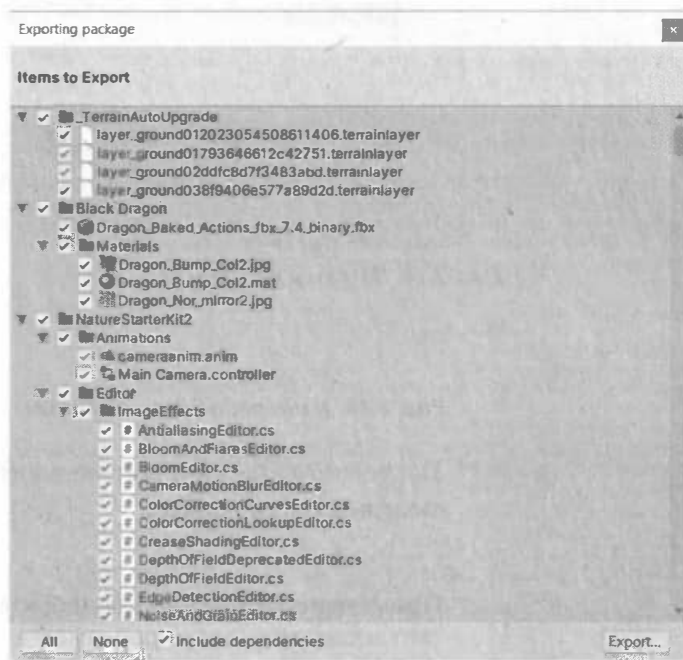 Exporting package
Items to Export
_TerrainAutoUpgrade
layer_ground012023054508611406.terrainlayer
layer_ground01793646612c42751.terrainlayer
layer_ground02ddfc8d7f3483abd.terrainlayer
layer_ground038f9406e577a89d2d.terrainlayer
Black Dragon
Dragon_Baked_Actions_fbx_7.4_binary.fbx
Materials
Dragon_Bump_Col2.jpg
Dragon_Bump_Col2.mat
Dragon_Nor_mirror2.jpg
NatureStarterKit2
Animations
cameraanim.anim
Main Camera.controller
Editor
ImageEffects
AntialiasingEditor.cs
BloomAndFlaresEditor.cs
BloomEditor.cs
CameraMotionBlurEditor.cs
ColorCorrectionCurvesEditor.cs
ColorCorrectionLookupEditor.cs
CreaseShadingEditor.cs
DepthOfFieldDeprecatedEditor.cs
DepthOfFieldEditor.cs
EdgeDetectionEditor.cs
NoiseAndGrainEditor.cs
All None Include dependencies Export...